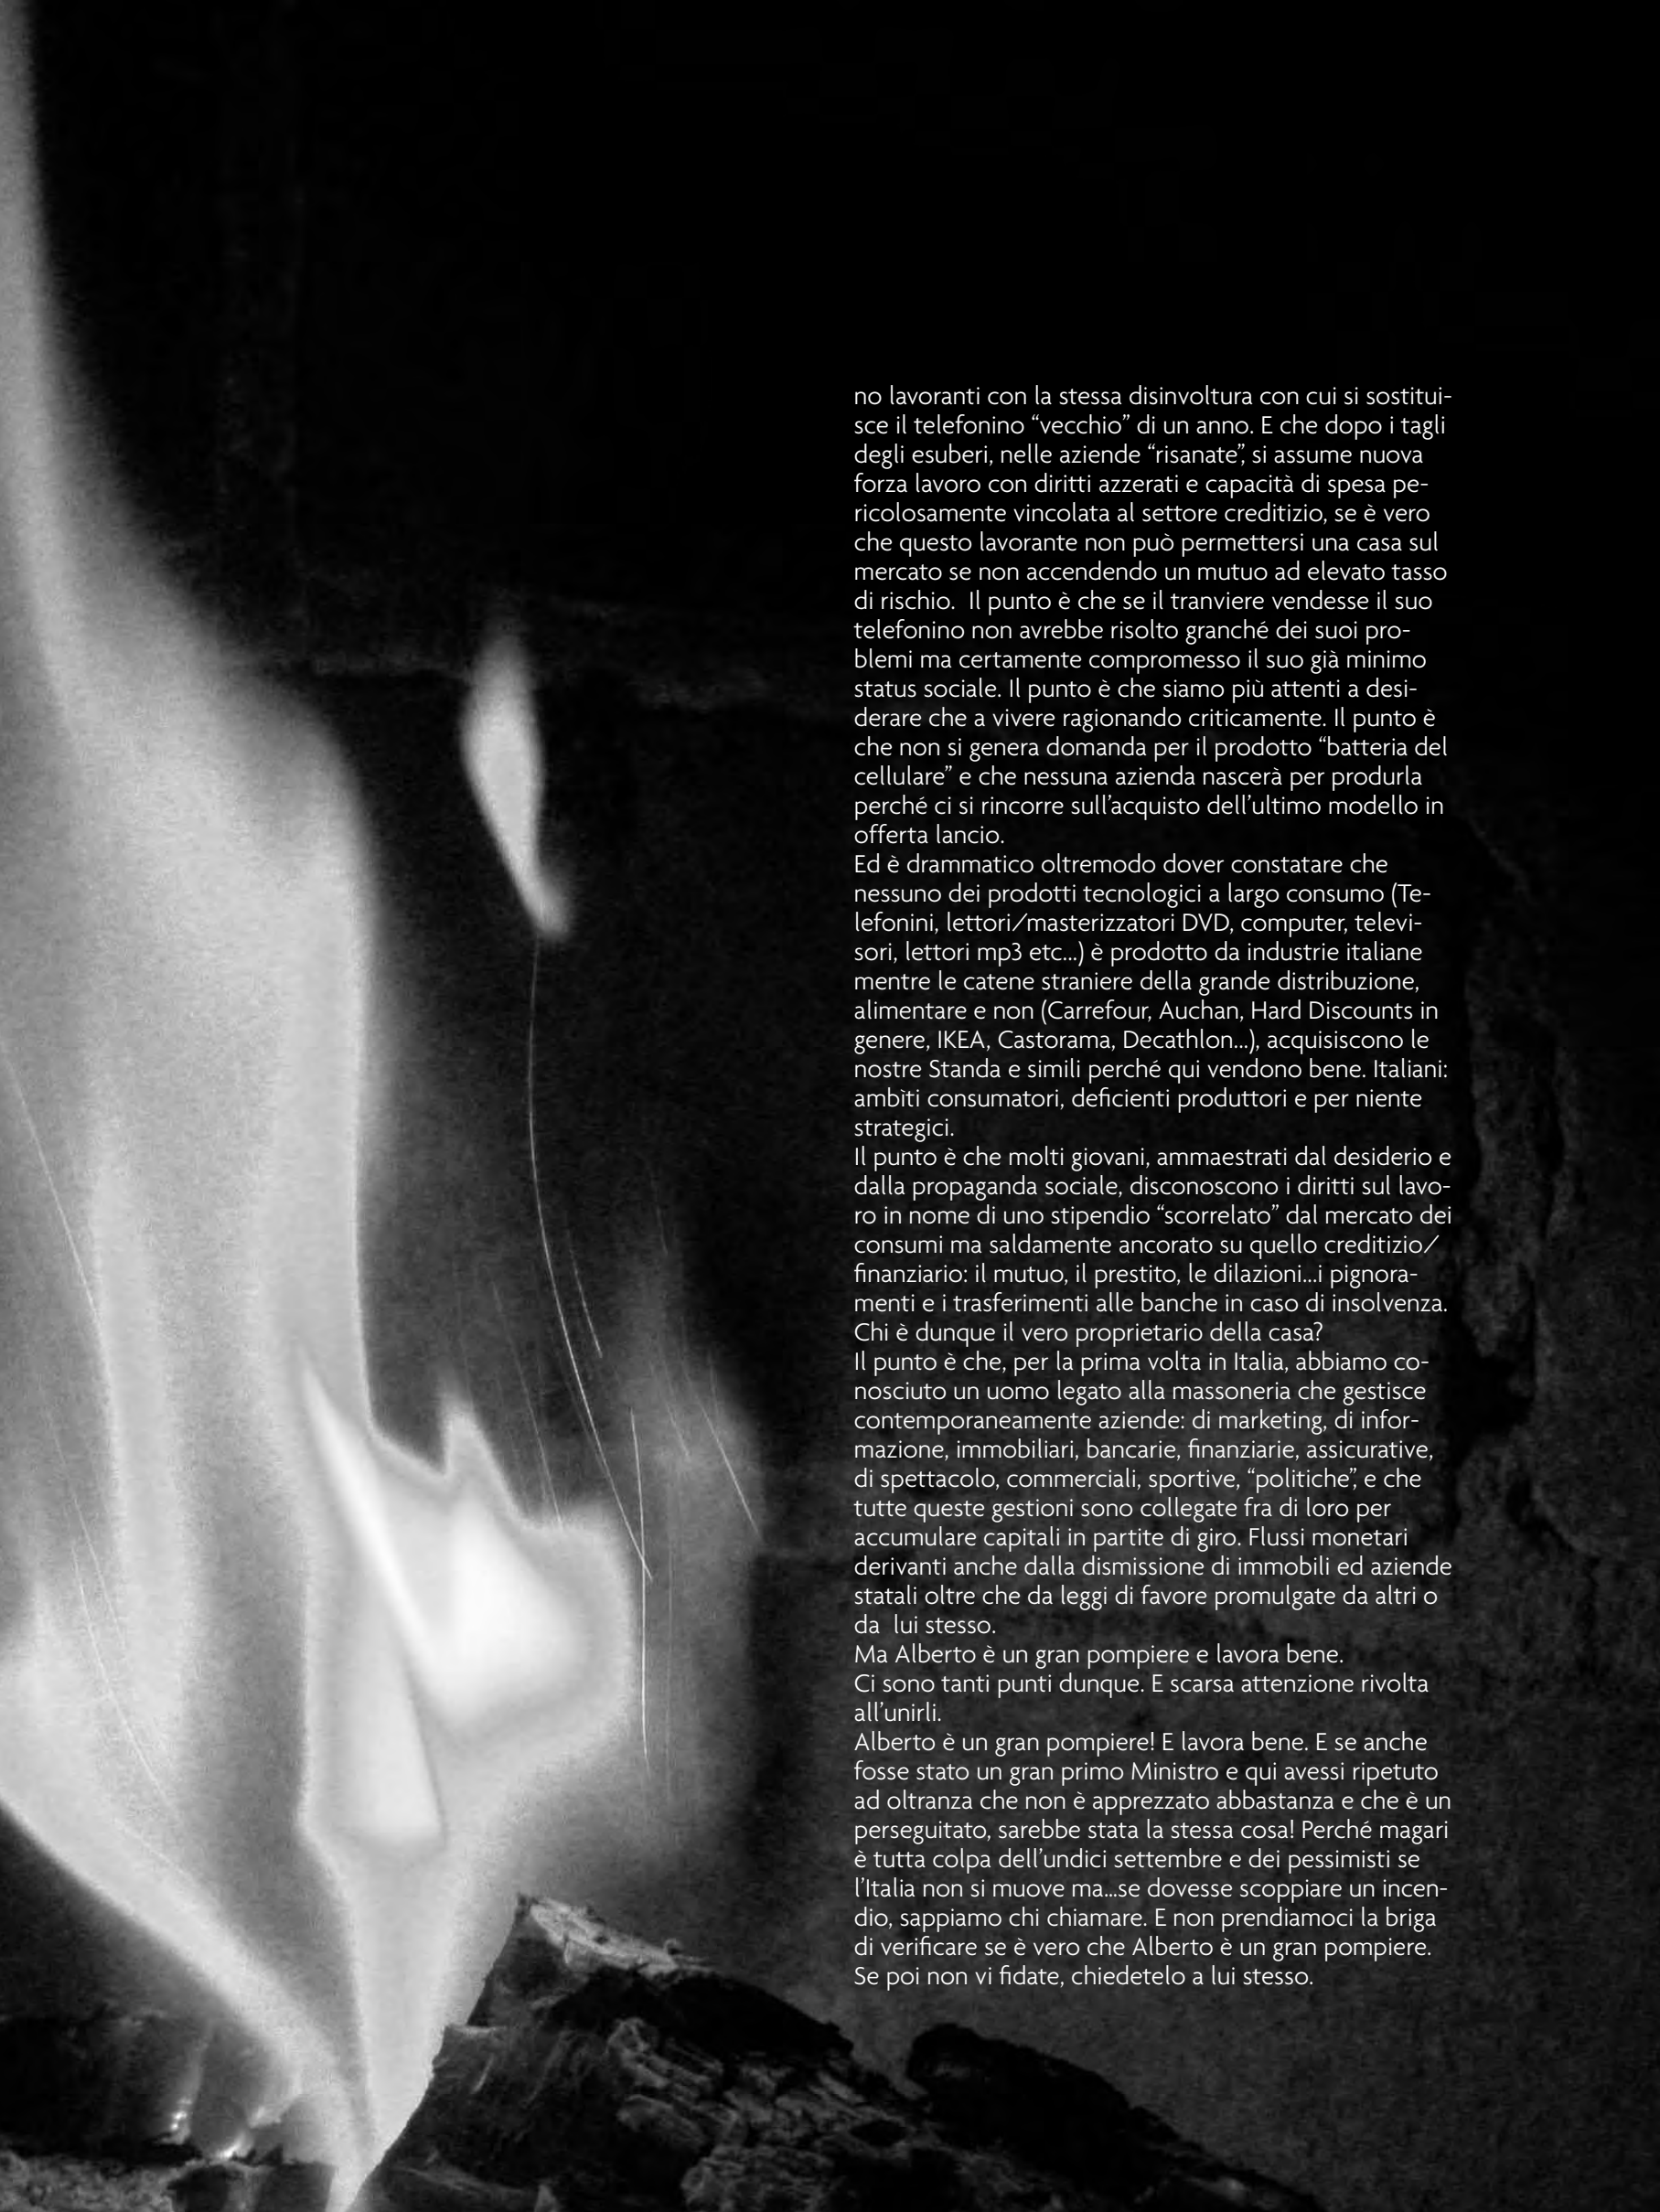 no lavoranti con la stessa disinvoltura con cui si sostitui-
sce il telefonino “vecchio” di un anno. E che dopo i tagli
degli esuberi, nelle aziende “risanate”, si assume nuova
forza lavoro con diritti azzerati e capacità di spesa pe-
ricolosamente vincolata al settore creditizio, se è vero
che questo lavorante non può permettersi una casa sul
mercato se non accendendo un mutuo ad elevato tasso
di rischio.  Il punto è che se il tranviere vendesse il suo
telefonino non avrebbe risolto granché dei suoi pro-
blemi ma certamente compromesso il suo già minimo
status sociale. Il punto è che siamo più attenti a desi-
derare che a vivere ragionando criticamente. Il punto è
che non si genera domanda per il prodotto “batteria del
cellulare” e che nessuna azienda nascerà per produrla
perché ci si rincorre sull’acquisto dell’ultimo modello in
offerta lancio.
Ed è drammatico oltremodo dover constatare che
nessuno dei prodotti tecnologici a largo consumo (Te-
lefonini, lettori/masterizzatori DVD, computer, televi-
sori, lettori mp3 etc...) è prodotto da industrie italiane
mentre le catene straniere della grande distribuzione,
alimentare e non (Carrefour, Auchan, Hard Discounts in
genere, IKEA, Castorama, Decathlon...), acquisiscono le
nostre Standa e simili perché qui vendono bene. Italiani:
ambìti consumatori, deficienti produttori e per niente
strategici.
Il punto è che molti giovani, ammaestrati dal desiderio e
dalla propaganda sociale, disconoscono i diritti sul lavo-
ro in nome di uno stipendio “scorrelato” dal mercato dei
consumi ma saldamente ancorato su quello creditizio/
finanziario: il mutuo, il prestito, le dilazioni...i pignora-
menti e i trasferimenti alle banche in caso di insolvenza.
Chi è dunque il vero proprietario della casa?
Il punto è che, per la prima volta in Italia, abbiamo co-
nosciuto un uomo legato alla massoneria che gestisce
contemporaneamente aziende: di marketing, di infor-
mazione, immobiliari, bancarie, finanziarie, assicurative,
di spettacolo, commerciali, sportive, “politiche”, e che
tutte queste gestioni sono collegate fra di loro per
accumulare capitali in partite di giro. Flussi monetari
derivanti anche dalla dismissione di immobili ed aziende
statali oltre che da leggi di favore promulgate da altri o
da  lui stesso.
Ma Alberto è un gran pompiere e lavora bene.
Ci sono tanti punti dunque. E scarsa attenzione rivolta
all’unirli.
Alberto è un gran pompiere! E lavora bene. E se anche
fosse stato un gran primo Ministro e qui avessi ripetuto
ad oltranza che non è apprezzato abbastanza e che è un
perseguitato, sarebbe stata la stessa cosa! Perché magari
è tutta colpa dell’undici settembre e dei pessimisti se
l’Italia non si muove ma...se dovesse scoppiare un incen-
dio, sappiamo chi chiamare. E non prendiamoci la briga
di verificare se è vero che Alberto è un gran pompiere.
Se poi non vi fidate, chiedetelo a lui stesso.